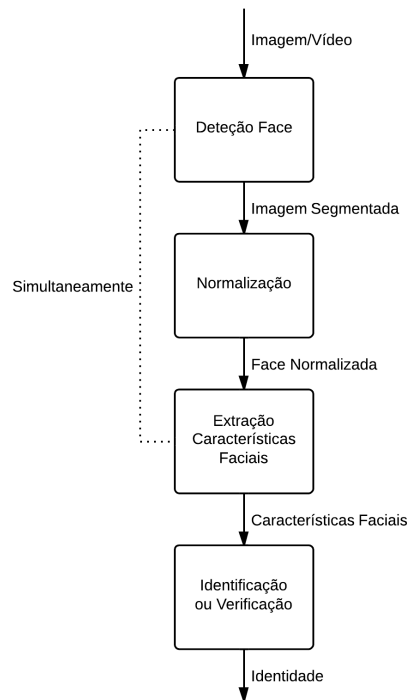 Imagem/Vídeo
Deteção Face
Imagem Segmentada
Normalização
Simultaneamente
Face Normalizada
Extração
Características
Faciais
Características Faciais
Identificação
ou Verificação
Identidade